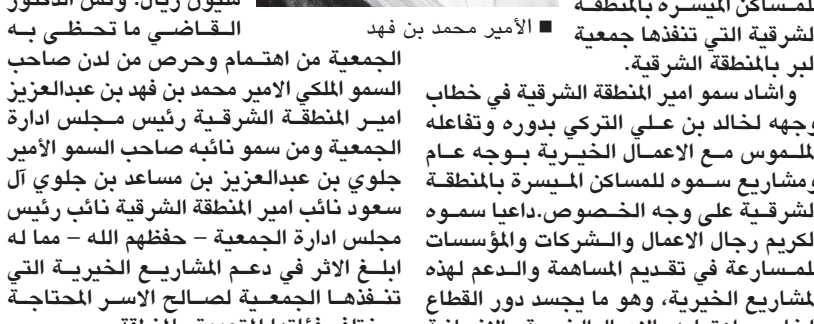 للمساكن الميسرة بالمنطقة
الشرقية التي تنفذها جمعية
البر بالمنطقة الشرقية.
واشاد سمو امير المنطقة الشرقية في خطاب
وجهه لخالد بن علي التركي بدوره وتفاعله
الملموس مع الاعمال الخيرية بوجه عام
ومشاريع سموه للمساكن الميسرة بالمنطقة
الشرقية على وجه الخصوص.داعيا سموه
الكريم رجال الاعمال والشركات والمؤسسات
للمسارعة في تقديم المساهمة والدعم لهذه
المشاريع الخيرية، وهو ما يجسد دور القطاع
■ الأمير محمد بن فهد
مليون ريال. وثمن الدكتور
القاضي ما تحظى به
الجمعية من اهتمام وحرص من لدن صاحب
السمو الملكي الامير محمد بن فهد بن عبدالعزيز
امير المنطقة الشرقية رئيس مجلس ادارة
الجمعية ومن سمو نائبه صاحب السمو الأمير
جلوي بن عبدالعزيز بن مساعد بن جلوي آل
سعود نائب امير المنطقة الشرقية نائب رئيس
مجلس ادارة الجمعية – حفظهم الله – مما له
ابلغ الاثر في دعم المشاريع الخيرية التي
تنفذها الجمعية لصالح الاسر المحتاجة